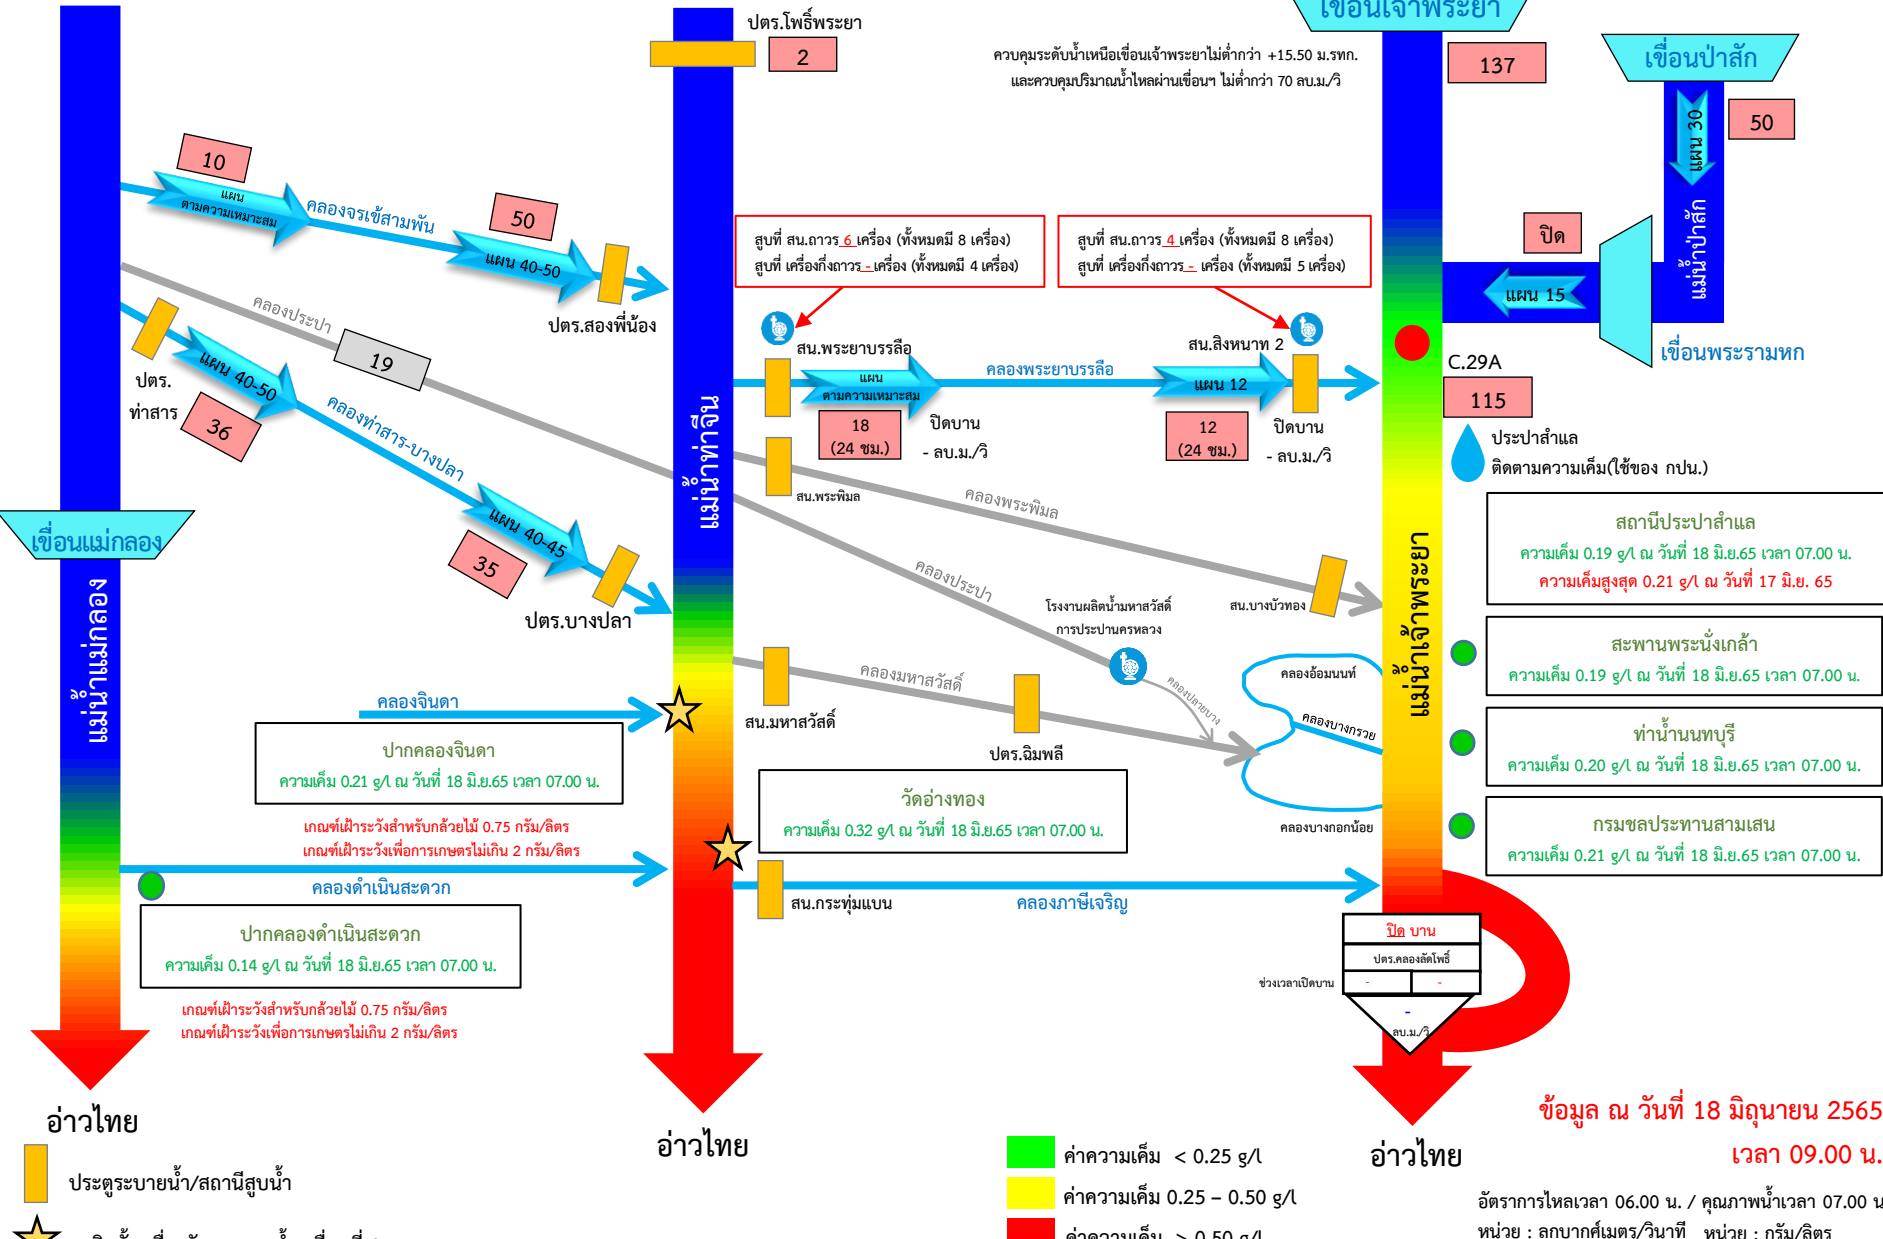 ปตร.โพธิ์พระยา
2
ควบคุมระดับน้ำเหนือเขื่อนเจ้าพระยาไม่ต่ำกว่า +15.50 ม.รทก.
และควบคุมปริมาณน้ำไหลผ่านเขื่อนฯ ไม่ต่ำกว่า 70 ลบ.ม./วิ
เขื่อนเจ้าพระยา
137
เขื่อนป่าสัก
แผน 30
50
แม่น้ำป่าสัก
ปิด
แผน 15
เขื่อนพระรามหก
10
แผน
ตามความเหมาะสม
คลองจรเข้สามพัน
50
แผน 40-50
ปตร.สองพี่น้อง
สูบที่ สน.ถาวร 6 เครื่อง (ทั้งหมดมี 8 เครื่อง)
สูบที่ เครื่องกึ่งถาวร - เครื่อง (ทั้งหมดมี 4 เครื่อง)
สูบที่ สน.ถาวร 4 เครื่อง (ทั้งหมดมี 8 เครื่อง)
สูบที่ เครื่องกึ่งถาวร - เครื่อง (ทั้งหมดมี 5 เครื่อง)
คลองประปา
19
ปตร.
ท่าสาร
แผน 40-50
36
คลองท่าสาร-บางปลา
แผน 40-45
35
ปตร.บางปลา
แม่น้ำท่าจีน
สน.พระยาบรรลือ
แผน
ตามความเหมาะสม
18
(24 ชม.)
ปิดบาน
- ลบ.ม./วิ
คลองพระยาบรรลือ
สน.สิงหนาท 2
แผน 12
12
(24 ชม.)
ปิดบาน
- ลบ.ม./วิ
C.29A
115
ประปาสำแล
ติดตามความเค็ม(ใช้ของ กปน.)
สน.พระพิมล
คลองพระพิมล
สน.บางบัวทอง
คลองประปา
โรงงานผลิตน้ำมหาสวัสดิ์
การประปานครหลวง
คลองปลายบาง
เขื่อนแม่กลอง
แม่น้ำแม่กลอง
แม่น้ำเจ้าพระยา
สถานีประปาสำแล
ความเค็ม 0.19 g/l ณ วันที่ 18 มิ.ย.65 เวลา 07.00 น.
ความเค็มสูงสุด 0.21 g/l ณ วันที่ 17 มิ.ย. 65
สะพานพระนั่งเกล้า
ความเค็ม 0.19 g/l ณ วันที่ 18 มิ.ย.65 เวลา 07.00 น.
ท่าน้ำนนทบุรี
ความเค็ม 0.20 g/l ณ วันที่ 18 มิ.ย.65 เวลา 07.00 น.
กรมชลประทานสามเสน
ความเค็ม 0.21 g/l ณ วันที่ 18 มิ.ย.65 เวลา 07.00 น.
คลองมหาสวัสดิ์
สน.มหาสวัสดิ์
ปตร.ฉิมพลี
คลองอ้อมนนท์
คลองบางกรวย
คลองบางกอกน้อย
คลองจินดา
ปากคลองจินดา
ความเค็ม 0.21 g/l ณ วันที่ 18 มิ.ย.65 เวลา 07.00 น.
เกณฑ์เฝ้าระวังสำหรับกล้วยไม้ 0.75 กรัม/ลิตร
เกณฑ์เฝ้าระวังเพื่อการเกษตรไม่เกิน 2 กรัม/ลิตร
วัดอ่างทอง
ความเค็ม 0.32 g/l ณ วันที่ 18 มิ.ย.65 เวลา 07.00 น.
คลองดำเนินสะดวก
ปากคลองดำเนินสะดวก
ความเค็ม 0.14 g/l ณ วันที่ 18 มิ.ย.65 เวลา 07.00 น.
เกณฑ์เฝ้าระวังสำหรับกล้วยไม้ 0.75 กรัม/ลิตร
เกณฑ์เฝ้าระวังเพื่อการเกษตรไม่เกิน 2 กรัม/ลิตร
สน.กระทุ่มแบน
คลองภาษีเจริญ
ปิด บาน
ปตร.คลองลัดโพธิ์
ช่วงเวลาเปิดบาน
- -
-
ลบ.ม./วิ
อ่าวไทย
อ่าวไทย
อ่าวไทย
ข้อมูล ณ วันที่ 18 มิถุนายน 2565
เวลา 09.00 น.
อัตราการไหลเวลา 06.00 น. / คุณภาพน้ำเวลา 07.00 น
หน่วย : ลูกบาศก์เมตร/วินาที หน่วย : กรัม/ลิตร
ประตูระบายน้ำ/สถานีสูบน้ำ
ค่าความเค็ม < 0.25 g/l
ค่าความเค็ม 0.25 – 0.50 g/l
ค่าความเค็ม > 0.50 g/l